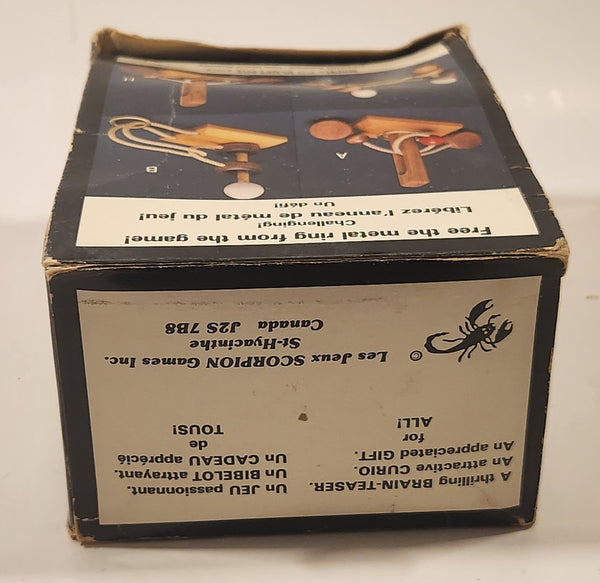 A thrilling BRAIN-TEASER.
An attractive CURIO.
An appreciated GIFT.
for
ALL!
Un JEU passionnant.
Un BIBELOT attrayant.
Un CADEAU apprécié
de
TOUS!
© Les Jeux SCORPION Games Inc.
St-Hyacinthe
Canada J2S 7B8
Free the metal ring from the game!
Challenging!
Libérez l'anneau de métal du jeu!
Un défi!
A
B